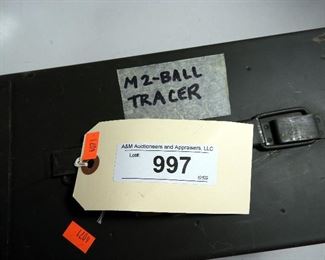 M2-BALL
TRACER
A&M Auctioneers and Appraisers, LLC
Lot#:
997